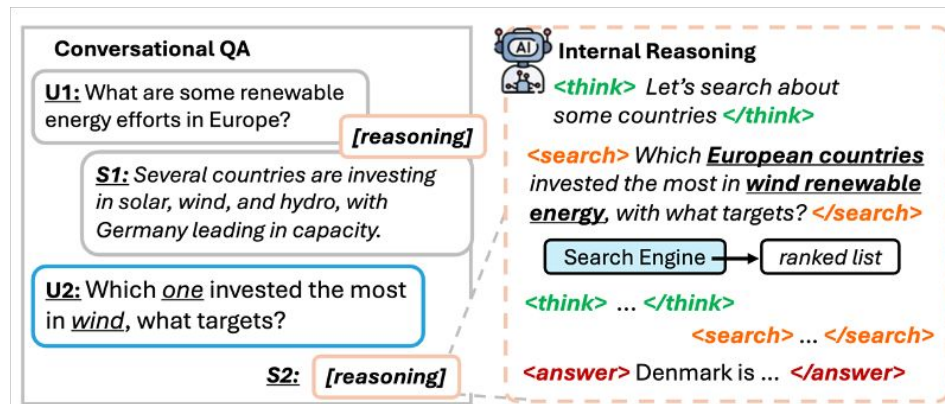 Conversational QA
U1: What are some renewable
energy efforts in Europe?
[reasoning]
S1: Several countries are investing
in solar, wind, and hydro, with
Germany leading in capacity.
U2: Which one invested the most
in wind, what targets?
S2: [reasoning]
AI
Internal Reasoning
<think> Let's search about
some countries </think>
<search> Which European countries
invested the most in wind renewable
energy, with what targets? </search>
Search Engine
ranked list
<think> ... </think>
<search> ... </search>
<answer> Denmark is ... </answer>